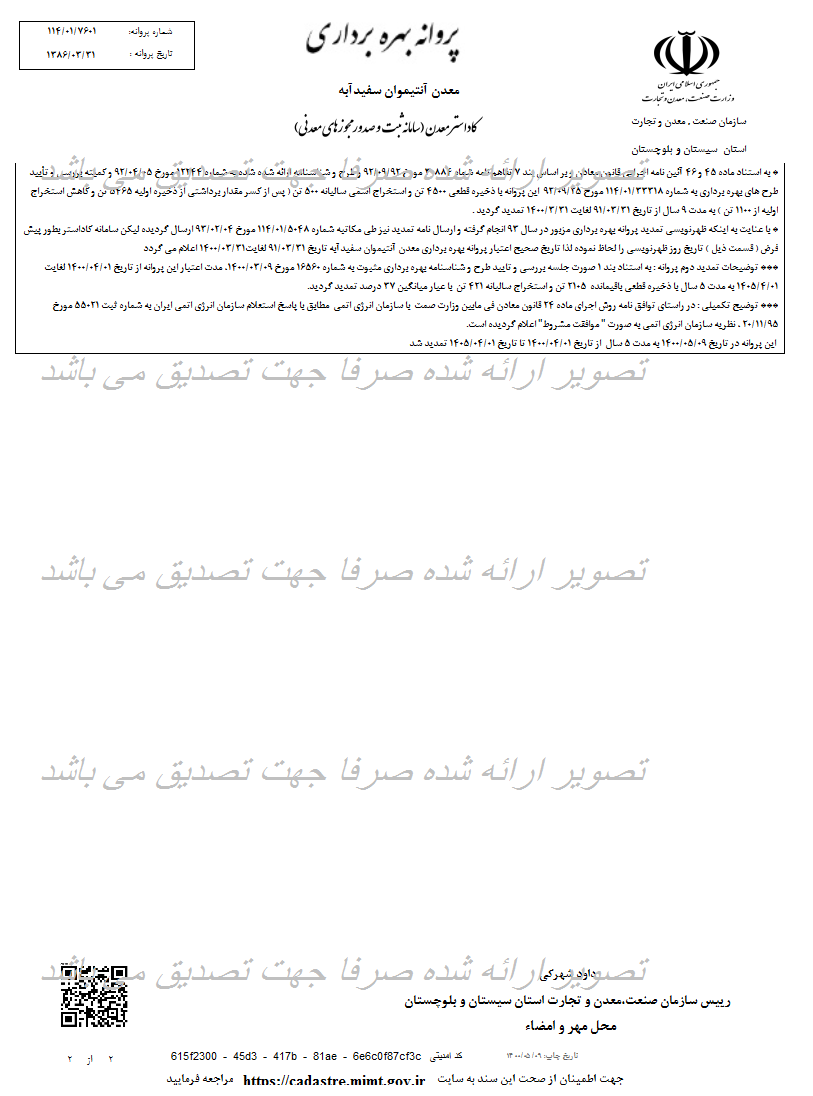 شماره پروانه: ۱۱۴/۰۱/۷۶۰۱
تاریخ پروانه : ۱۳۸۶/۰۳/۳۱
پروانه بهره برداری
معدن آنتیموان سفیدآبه
کاداستر معدن (سامانه ثبت و صدور مجوزهای معدنی)
جمهوری اسلامی ایران
وزارت صنعت، معدن و تجارت
سازمان صنعت ، معدن و تجارت
استان سیستان و بلوچستان
* به استناد ماده ۴۵ و ۴۶ آئین نامه اجرایی قانون معادن و بر اساس بند ۷ تفاهم نامه شماره مورخ ۹۲/۰۹/۹۲ و طرح و شناسنامه ارائه شده به شماره ۱۲۲۴۴ مورخ ۹۲/۰۴/۰۵ و کمیته بررسی و تأیید
طرح های بهره برداری به شماره ۱۱۴/۰۱/۳۳۳۱۸ مورخ ۹۲/۰۹/۲۵ این پروانه با ذخیره قطعی ۴۵۰۰ تن و استخراج اسمی سالیانه ۵۰۰ تن ( پس از کسر مقدار برداشتی از ذخیره اولیه ۵۴۶۵ تن و کاهش استخراج
اولیه از ۱۱۰۰ تن ) به مدت ۹ سال از تاریخ ۹۱/۰۳/۳۱ لغایت ۱۴۰۰/۳/۳۱ تمدید گردید .
* با عنایت به اینکه ظهرنویسی تمدید پروانه بهره برداری مزبور در سال ۹۳ انجام گرفته و ارسال نامه تمدید نیز طی مکاتبه شماره ۱۱۴/۰۱/۵۰۴۸ مورخ ۹۳/۰۲/۰۴ ارسال گردیده لیکن سامانه کاداستر بطور پیش
فرض ( قسمت ذیل ) تاریخ روز ظهرنویسی را لحاظ نموده لذا تاریخ صحیح اعتبار پروانه بهره برداری معدن آنتیموان سفید آبه تاریخ ۹۱/۰۳/۳۱ لغایت۱۴۰۰/۰۳/۳۱ اعلام می گردد
*** توضیحات تمدید دوم پروانه : به استناد بند ۱ صورت جلسه بررسی و تایید طرح و شناسنامه بهره برداری مثبوت به شماره ۱۶۵۶۰ مورخ ۱۴۰۰/۰۳/۰۹، مدت اعتبار این پروانه از تاریخ ۱۴۰۰/۰۴/۰۱ لغایت
۱۴۰۵/۴/۰۱ به مدت ۵ سال با ذخیره قطعی باقیمانده ۲۱۰۵ تن و استخراج سالیانه ۴۲۱ تن با عیار میانگین ۳۷ درصد تمدید گردید.
*** توضیح تکمیلی : در راستای توافق نامه روش اجرای ماده ۲۴ قانون معادن فی مابین وزارت صمت با سازمان انرژی اتمی مطابق با پاسخ استعلام سازمان انرژی اتمی ایران به شماره ثبت ۵۵۰۲۱ مورخ
۲۰/۱۱/۹۵ ، نظریه سازمان انرژی اتمی به صورت " موافقت مشروط" اعلام گردیده است.
این پروانه در تاریخ ۱۴۰۰/۰۵/۰۹ به مدت ۵ سال از تاریخ ۱۴۰۰/۰۴/۰۱ تا تاریخ ۱۴۰۵/۰۴/۰۱ تمدید شد
تصویر ارائه شده صرفا جهت تصدیق می باشد
تصویر ارائه شده صرفا جهت تصدیق می باشد
تصویر ارائه شده صرفا جهت تصدیق می باشد
تصویر ارائه شده صرفا جهت تصدیق می باشد
تصویر ارائه شده صرفا جهت تصدیق می باشد
داود شهرکی
رییس سازمان صنعت،معدن و تجارت استان سیستان و بلوچستان
محل مهر و امضاء
تاریخ چاپ: ۱۴۰۰/۰۵/۰۹
کد امنیتی 615f2300 - 45d3 - 417b - 81ae - 6e6c0f87cf3c
۲ از ۲
جهت اطمینان از صحت این سند به سایت https://cadastre.mimt.gov.ir مراجعه فرمایید